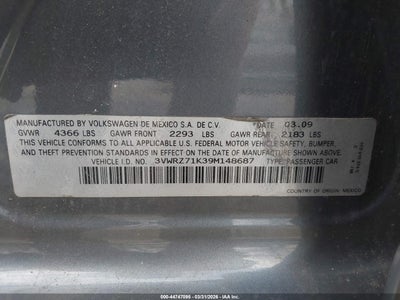 MANUFACTURED BY VOLKSWAGEN DE MEXICO S.A. DE C.V. DATE 03.09
GVWR 4366 LBS GAWR FRONT 2293 LBS GAWR REAR 2183 LBS
THIS VEHICLE CONFORMS TO ALL APPLICABLE U.S. FEDERAL MOTOR VEHICLE SAFETY, BUMPER,
AND THEFT PREVENTION STANDARDS IN EFFECT ON THE DATE OF MANUFACTURE SHOWN ABOVE.
VEHICLE I.D. NO. 3VWRZ71K39M148687 TYPE: PASSENGER CAR
COUNTRY OF ORIGIN: MEXICO
ID: 44747095 - 03/31/2026 - IAA Inc.